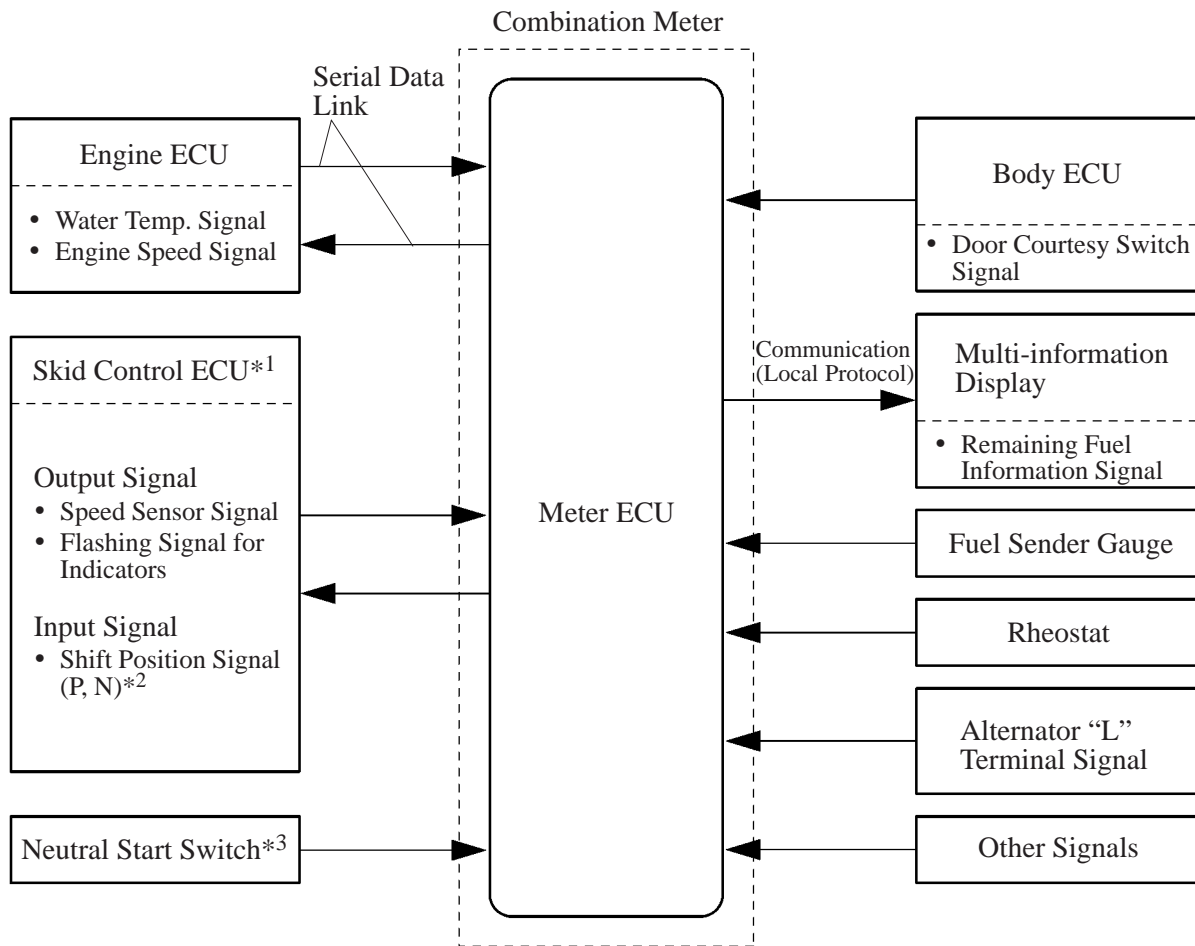 Combination Meter
Serial Data
Link
Engine ECU
• Water Temp. Signal
• Engine Speed Signal
Skid Control ECU*1
Output Signal
• Speed Sensor Signal
• Flashing Signal for
Indicators
Input Signal
• Shift Position Signal
(P, N)*2
Neutral Start Switch*3
Meter ECU
Body ECU
• Door Courtesy Switch
Signal
Communication
(Local Protocol)
Multi-information
Display
• Remaining Fuel
Information Signal
Fuel Sender Gauge
Rheostat
Alternator “L”
Terminal Signal
Other Signals